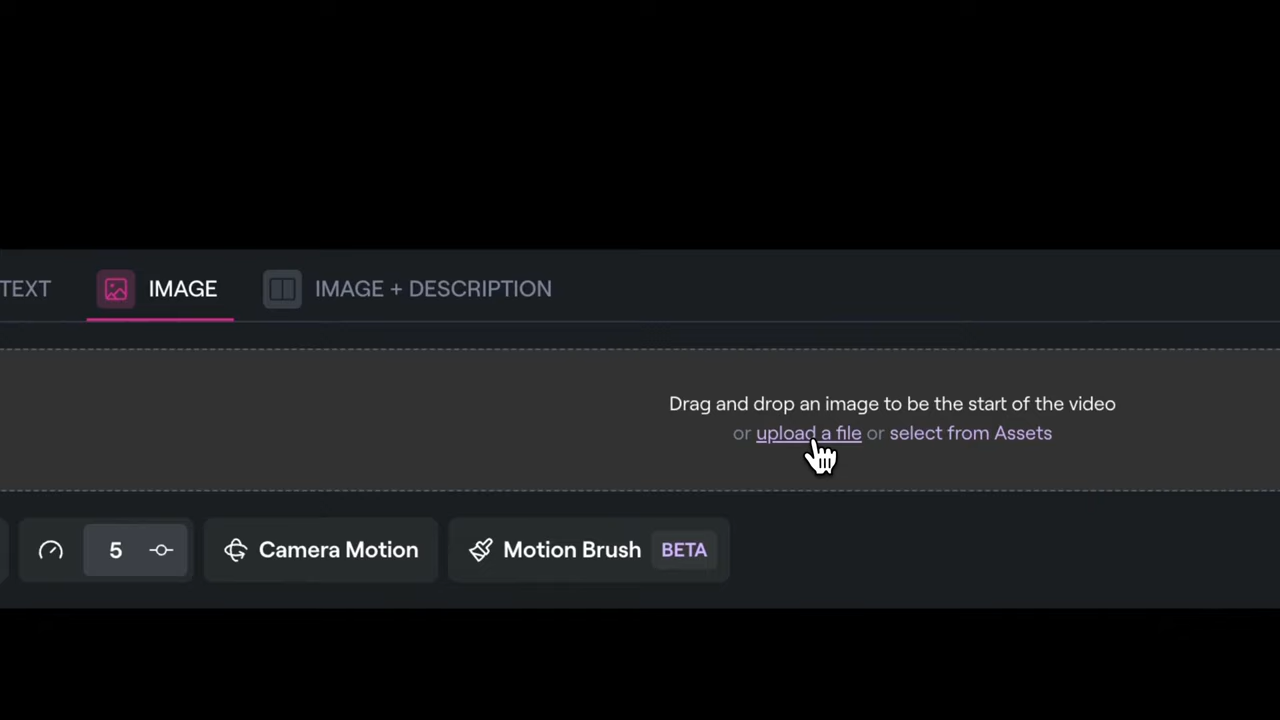 TEXT
IMAGE
IMAGE + DESCRIPTION
Drag and drop an image to be the start of the video
or upload a file or select from Assets
5
Camera Motion
Motion Brush BETA